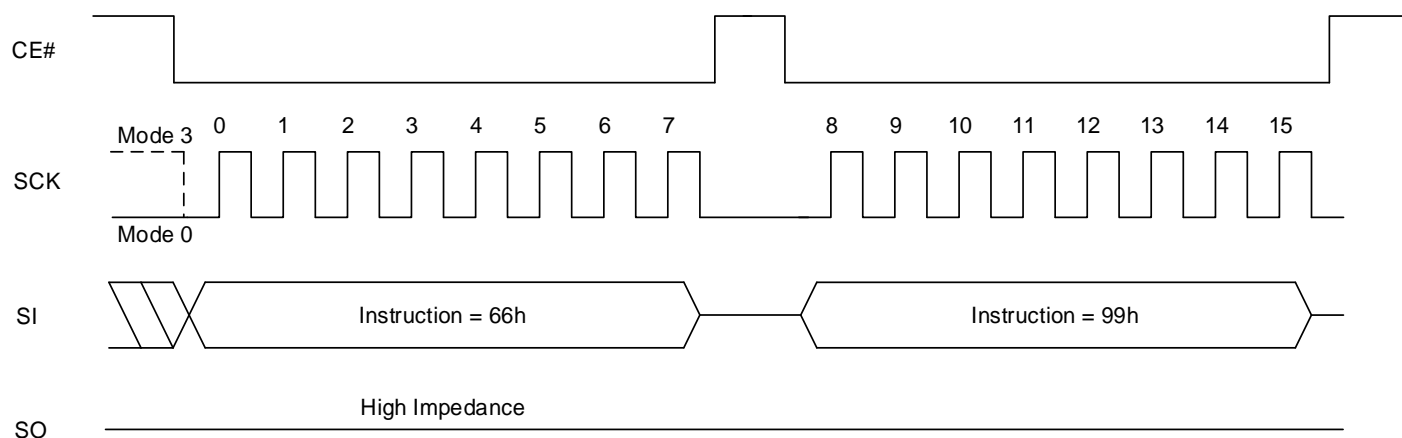 CE#
Mode 3
0 1 2 3 4 5 6 7 8 9 10 11 12 13 14 15
SCK
Mode 0
SI
Instruction = 66h
Instruction = 99h
High Impedance
SO